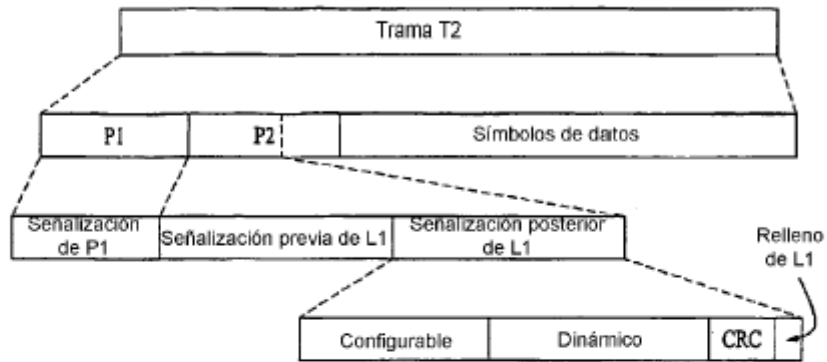 Trama T2
P1
P2
Símbolos de datos
Señalización
de P1
Señalización previa de L1
Señalización posterior
de L1
Relleno
de L1
Configurable
Dinámico
CRC